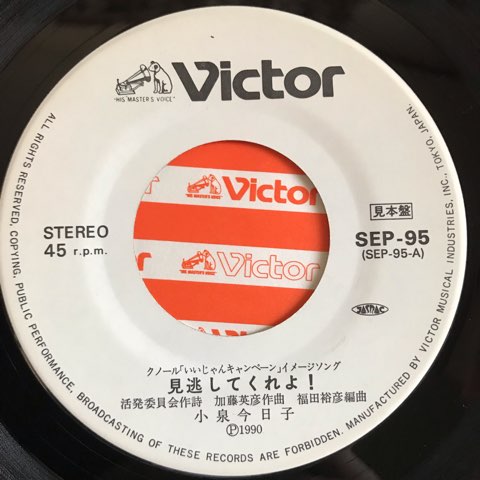 Victor
"HIS MASTER'S VOICE"
ALL RIGHTS RESERVED, COPYING, PUBLIC PERFORMANCE, BROADCASTING OF THESE RECORDS ARE FORBIDDEN. MANUFACTURED BY VICTOR MUSICAL INDUSTRIES, INC., TOKYO, JAPAN.
STEREO
45 r.p.m.
見本盤
SEP-95
(SEP-95-A)
JASRAC
Victor
"HIS MASTER'S VOICE"
Victor
クノール「いいじゃんキャンペーン」イメージソング
見逃してくれよ!
活発委員会作詩 加藤英彦作曲 福田裕彦編曲
小泉今日子
Ⓟ1990